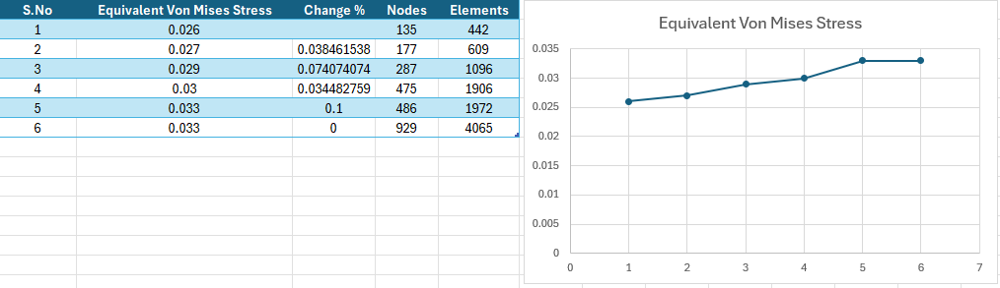 S.No Equivalent Von Mises Stress Change % Nodes Elements
1 0.026 135 442
2 0.027 0.038461538 177 609
3 0.029 0.074074074 287 1096
4 0.03 0.034482759 475 1906
5 0.033 0.1 486 1972
6 0.033 0 929 4065
Equivalent Von Mises Stress
0.035
0.03
0.025
0.02
0.015
0.01
0.005
0
0 1 2 3 4 5 6 7